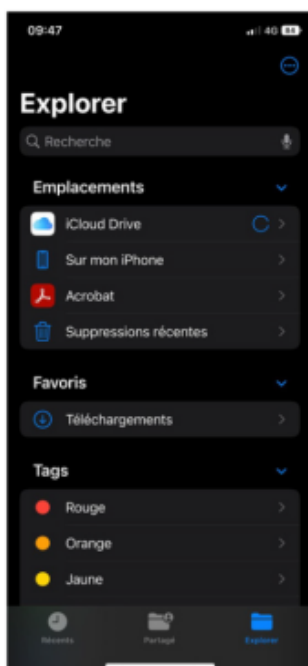 09:47
4G 84
Explorer
Recherche
Emplacements
iCloud Drive
Sur mon iPhone
Acrobat
Suppressions récentes
Favoris
Téléchargements
Tags
Rouge
Orange
Jaune
Récents
Partagé
Explorer